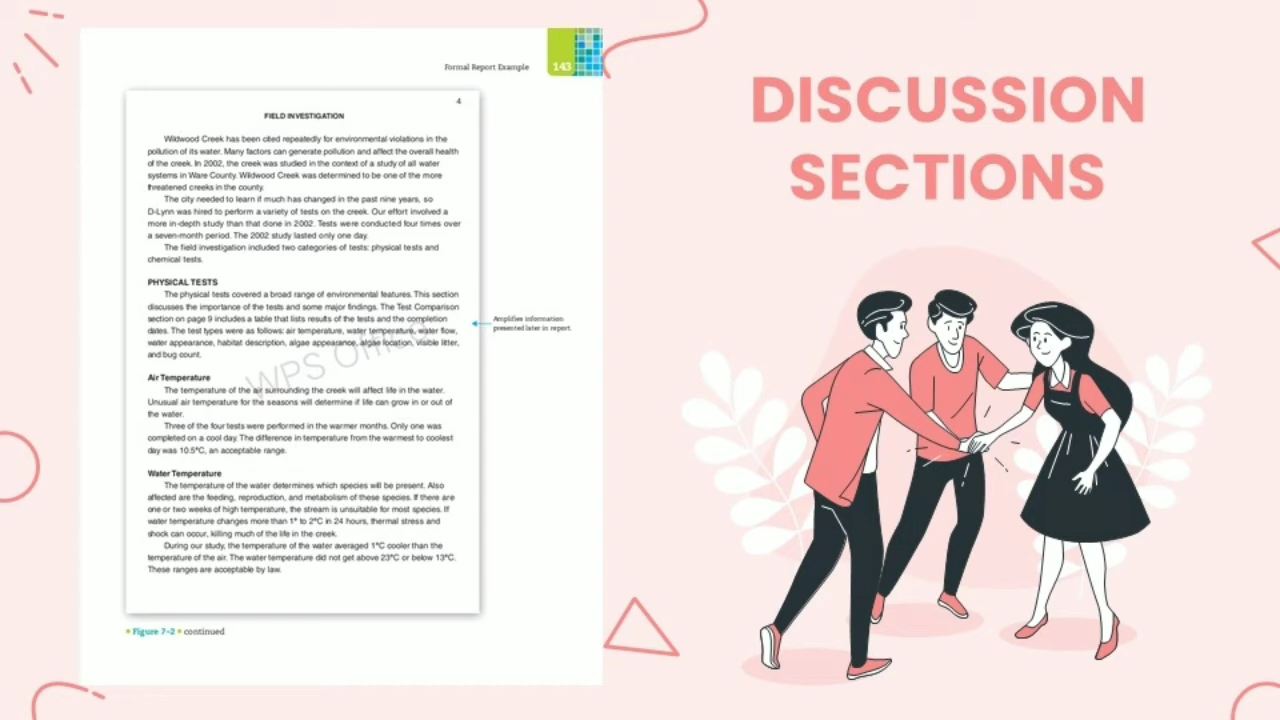 Formal Report Example
143
4
FIELD INVESTIGATION
Wildwood Creek has been cited repeatedly for environmental violations in the
pollution of its water. Many factors can generate pollution and affect the overall health
of the creek. In 2002, the creek was studied in the context of a study of all water
systems in Ware County. Wildwood Creek was determined to be one of the more
threatened creeks in the county.
The city needed to learn if much has changed in the past nine years, so
D-Lynn was hired to perform a variety of tests on the creek. Our effort involved a
more in-depth study than that done in 2002. Tests were conducted four times over
a seven-month period. The 2002 study lasted only one day.
The field investigation included two categories of tests: physical tests and
chemical tests.
PHYSICAL TESTS
The physical tests covered a broad range of environmental features. This section
discusses the importance of the tests and some major findings. The Test Comparison
section on page 9 includes a table that lists results of the tests and the completion
dates. The test types were as follows: air temperature, water temperature, water flow,
water appearance, habitat description, algae appearance, algae location, visible litter,
and bug count.
Amplifies information
presented later in report.
WPS Office
Air Temperature
The temperature of the air surrounding the creek will affect life in the water.
Unusual air temperature for the seasons will determine if life can grow in or out of
the water.
Three of the four tests were performed in the warmer months. Only one was
completed on a cool day. The difference in temperature from the warmest to coolest
day was 10.5°C, an acceptable range.
Water Temperature
The temperature of the water determines which species will be present. Also
affected are the feeding, reproduction, and metabolism of these species. If there are
one or two weeks of high temperature, the stream is unsuitable for most species. If
water temperature changes more than 1° to 2°C in 24 hours, thermal stress and
shock can occur, killing much of the life in the creek.
During our study, the temperature of the water averaged 1°C cooler than the
temperature of the air. The water temperature did not get above 23°C or below 13°C.
These ranges are acceptable by law.
Figure 7-2 continued
DISCUSSION
SECTIONS